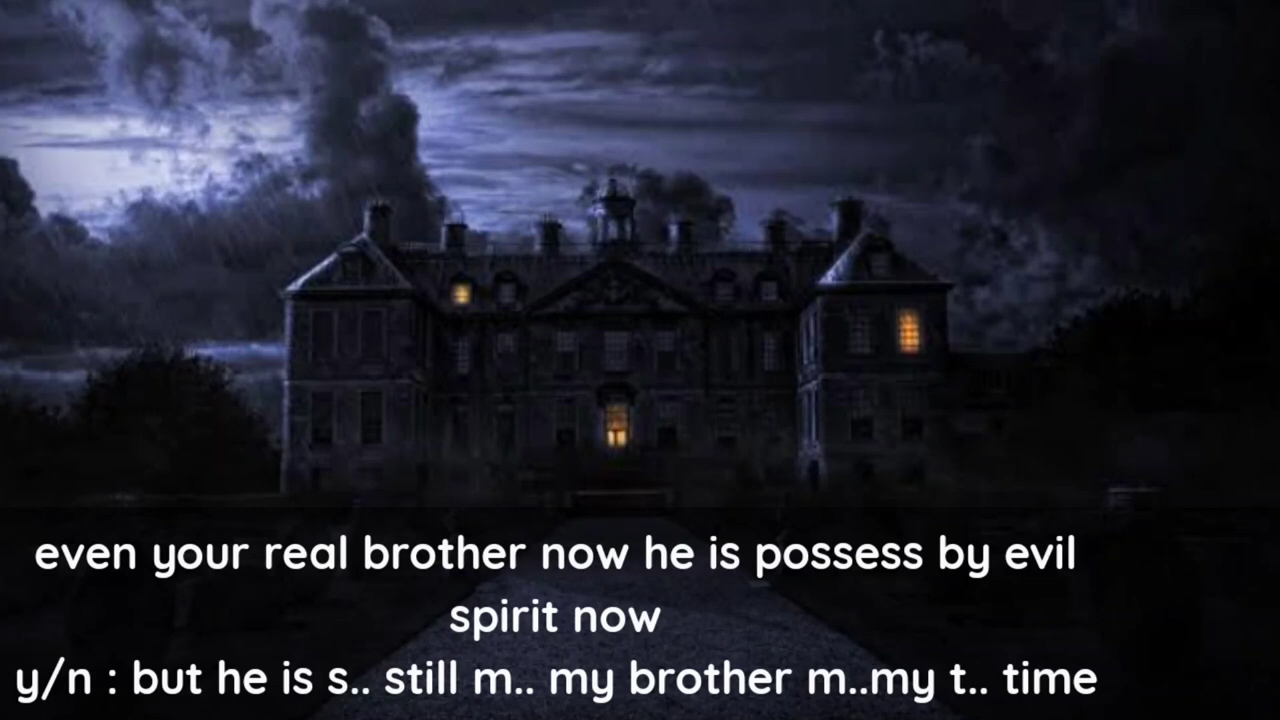 even your real brother now he is possess by evil
spirit now
y/n : but he is s.. still m.. my brother m..my t.. time